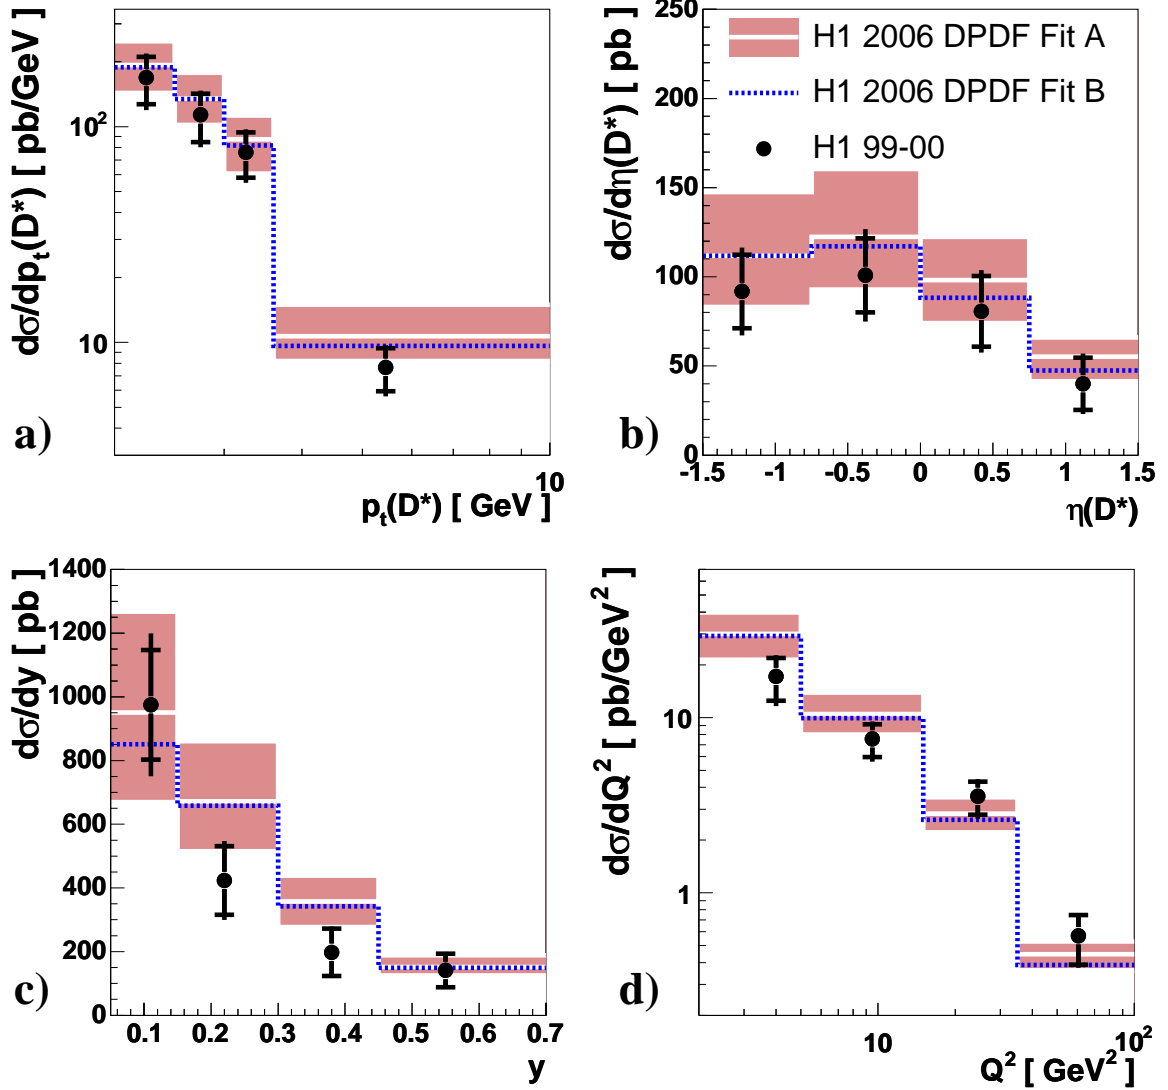 dσ/dpₜ(D*) [ pb/GeV ]
10²
10
a)
10
pₜ(D*) [ GeV ]
dσ/dη(D*) [ pb ]
250
200
150
100
50
0
H1 2006 DPDF Fit A
H1 2006 DPDF Fit B
H1 99-00
b)
-1.5 -1 -0.5 0 0.5 1 1.5
η(D*)
dσ/dy [ pb ]
1400
1200
1000
800
600
400
200
0
c)
0.1 0.2 0.3 0.4 0.5 0.6 0.7
y
dσ/dQ² [ pb/GeV² ]
10
1
d)
10 10²
Q² [ GeV² ]